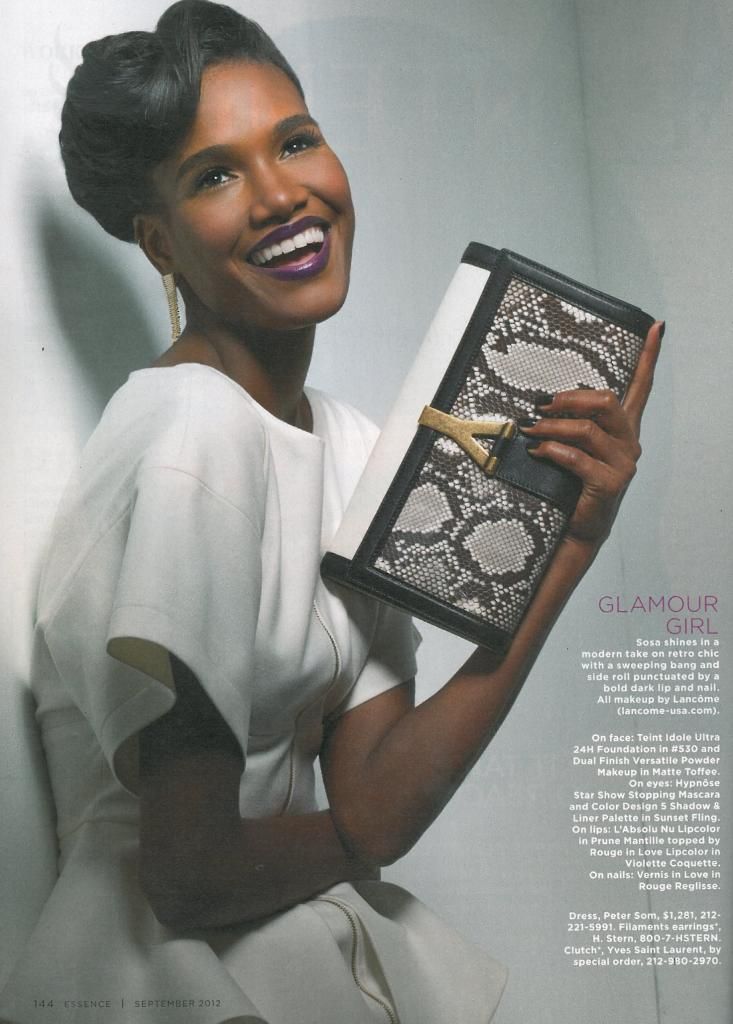 GLAMOUR
GIRL
Sosa shines in a
modern take on retro chic
with a sweeping bang and
side roll punctuated by a
bold dark lip and nail.
All makeup by Lancôme
(lancome-usa.com).
On face: Teint Idole Ultra
24H Foundation in #530 and
Dual Finish Versatile Powder
Makeup in Matte Toffee.
On eyes: Hypnôse
Star Show Stopping Mascara
and Color Design 5 Shadow &
Liner Palette in Sunset Fling.
On lips: L'Absolu Nu Lipcolor
in Prune Mantille topped by
Rouge in Love Lipcolor in
Violette Coquette.
On nails: Vernis in Love in
Rouge Reglisse.
Dress, Peter Som, $1,281, 212-
221-5991. Filaments earrings*,
H. Stern, 800-7-HSTERN.
Clutch*, Yves Saint Laurent, by
special order, 212-980-2970.
144 ESSENCE | SEPTEMBER 2012